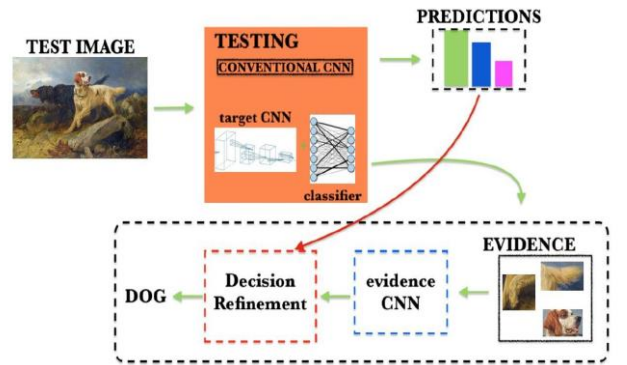 TEST IMAGE
TESTING
CONVENTIONAL CNN
target CNN
classifier
PREDICTIONS
EVIDENCE
evidence
CNN
Decision
Refinement
DOG